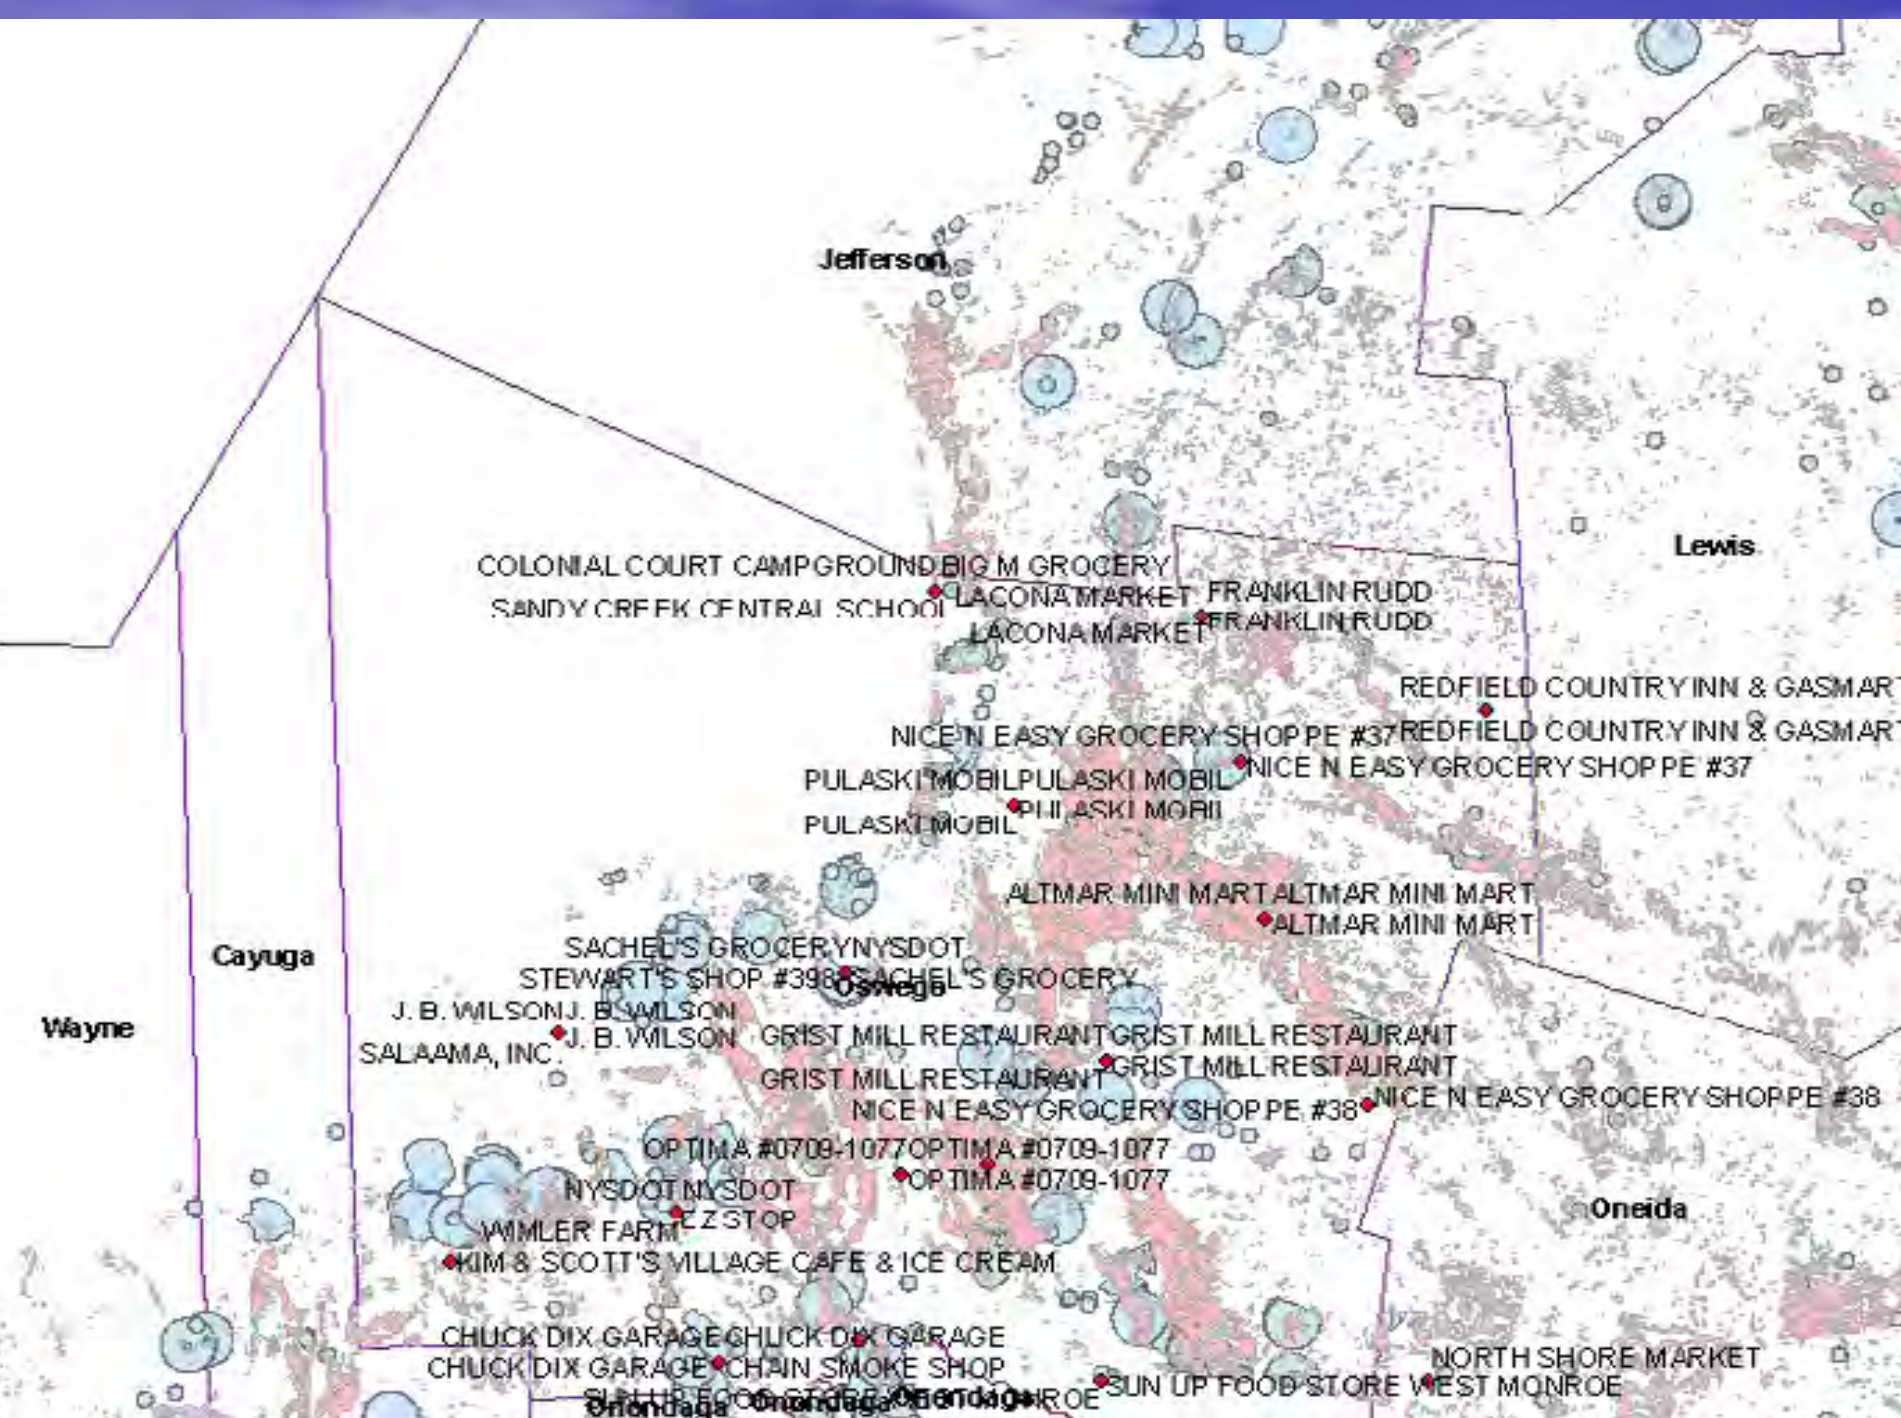 Jefferson
Lewis
COLONIAL COURT CAMPGROUND BIG M GROCERY
SANDY CREEK CENTRAL SCHOOL
LACONA MARKET
FRANKLIN RUDD
FRANKLIN RUDD
LACONA MARKET
REDFIELD COUNTRY INN & GASMART
REDFIELD COUNTRY INN & GASMART
NICE N EASY GROCERY SHOPPE #37
NICE N EASY GROCERY SHOPPE #37
PULASKI MOBIL PULASKI MOBIL
PULASKI MOBIL
PULASKI MOBIL
ALTMAR MINI MART ALTMAR MINI MART
ALTMAR MINI MART
Cayuga
SACHEL'S GROCERY NYSDOT
STEWART'S SHOP #398 SACHEL'S GROCERY
Oswego
Wayne
J. B. WILSON J. B. WILSON
J. B. WILSON
SALAAMA, INC.
GRIST MILL RESTAURANT GRIST MILL RESTAURANT
GRIST MILL RESTAURANT
GRIST MILL RESTAURANT
NICE N EASY GROCERY SHOPPE #38
NICE N EASY GROCERY SHOPPE #38
OPTIMA #0709-1077 OPTIMA #0709-1077
OPTIMA #0709-1077
NYSDOT NYSDOT
EZ STOP
WIMLER FARM
KIM & SCOTT'S VILLAGE CAFE & ICE CREAM
Oneida
CHUCK DIX GARAGE CHUCK DIX GARAGE
CHUCK DIX GARAGE CHAIN SMOKE SHOP
NORTH SHORE MARKET
SUN UP FOOD STORE WEST MONROE
Onondaga Onondaga Onondaga